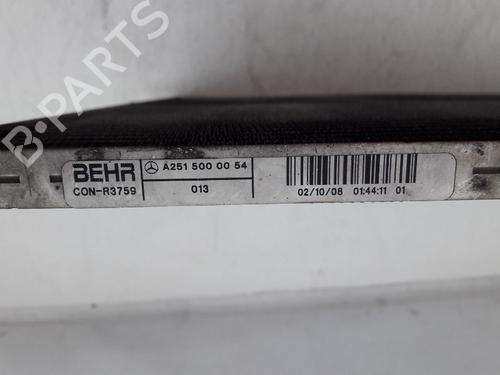 B-PARTS
BEHR
A251 500 00 54
CON-R3759
013
02/10/08 01:44:11 01